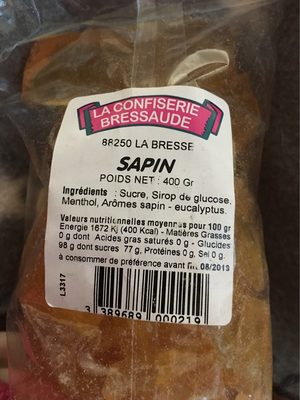 LA CONFISERIE
BRESSAUDE
88250 LA BRESSE
SAPIN
POIDS NET : 400 Gr
Ingrédients : Sucre, Sirop de glucose,
Menthol, Arômes sapin - eucalyptus.
Valeurs nutritionnelles moyennes pour 100 gr
Energie 1672 Kj (400 Kcal) - Matières Grasses
0 g dont Acides gras saturés 0 g - Glucides
98 g dont sucres 77 g, Protéines 0 g, Sel 0 g.
à consommer de préférence avant fin 08/2019
L3317
3 389689 000219